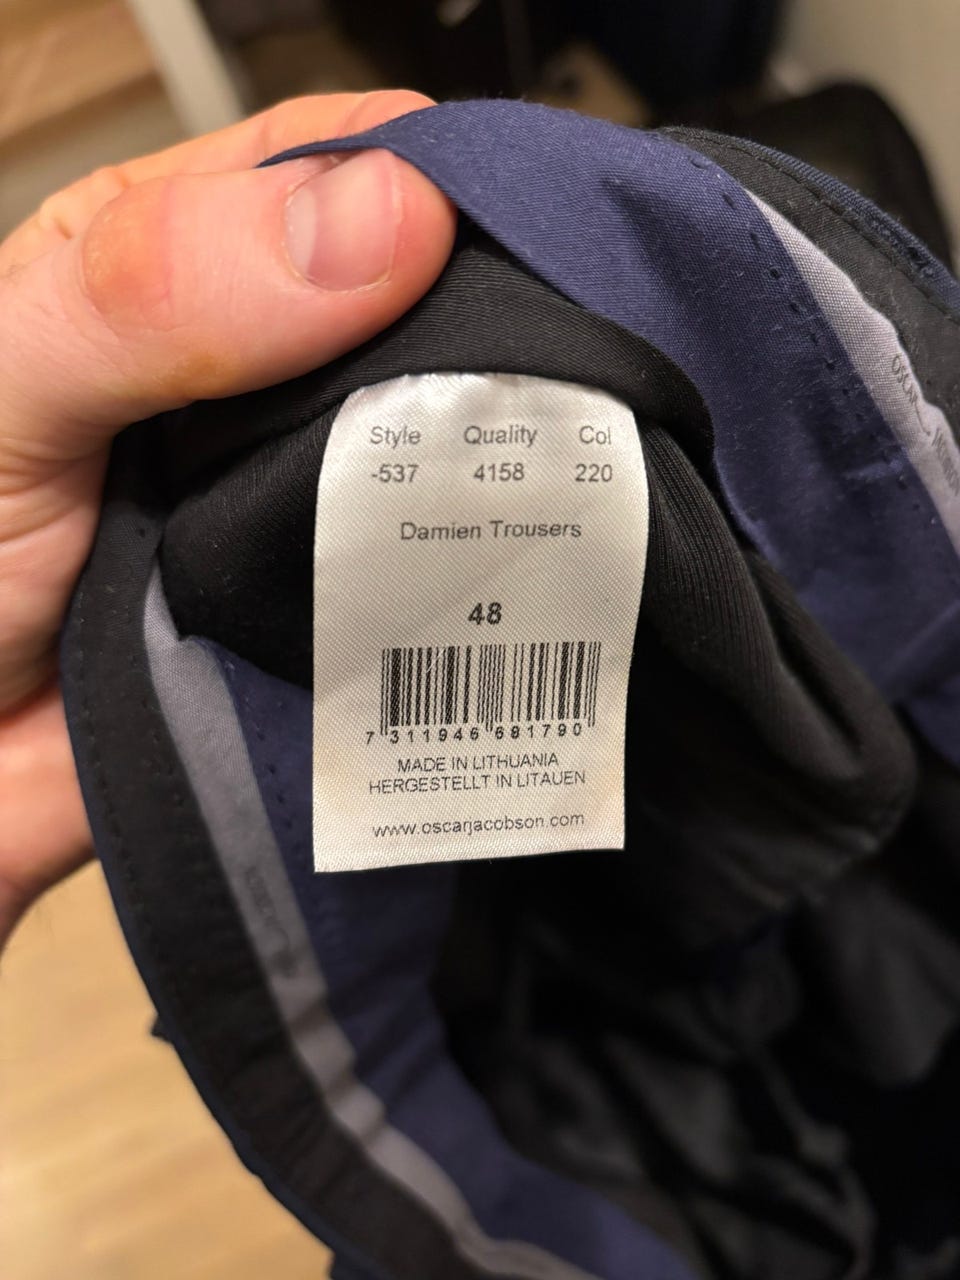 Style Quality Col
-537 4158 220
Damien Trousers
48
7 311946 681790
MADE IN LITHUANIA
HERGESTELLT IN LITAUEN
www.oscarjacobson.com
oscar